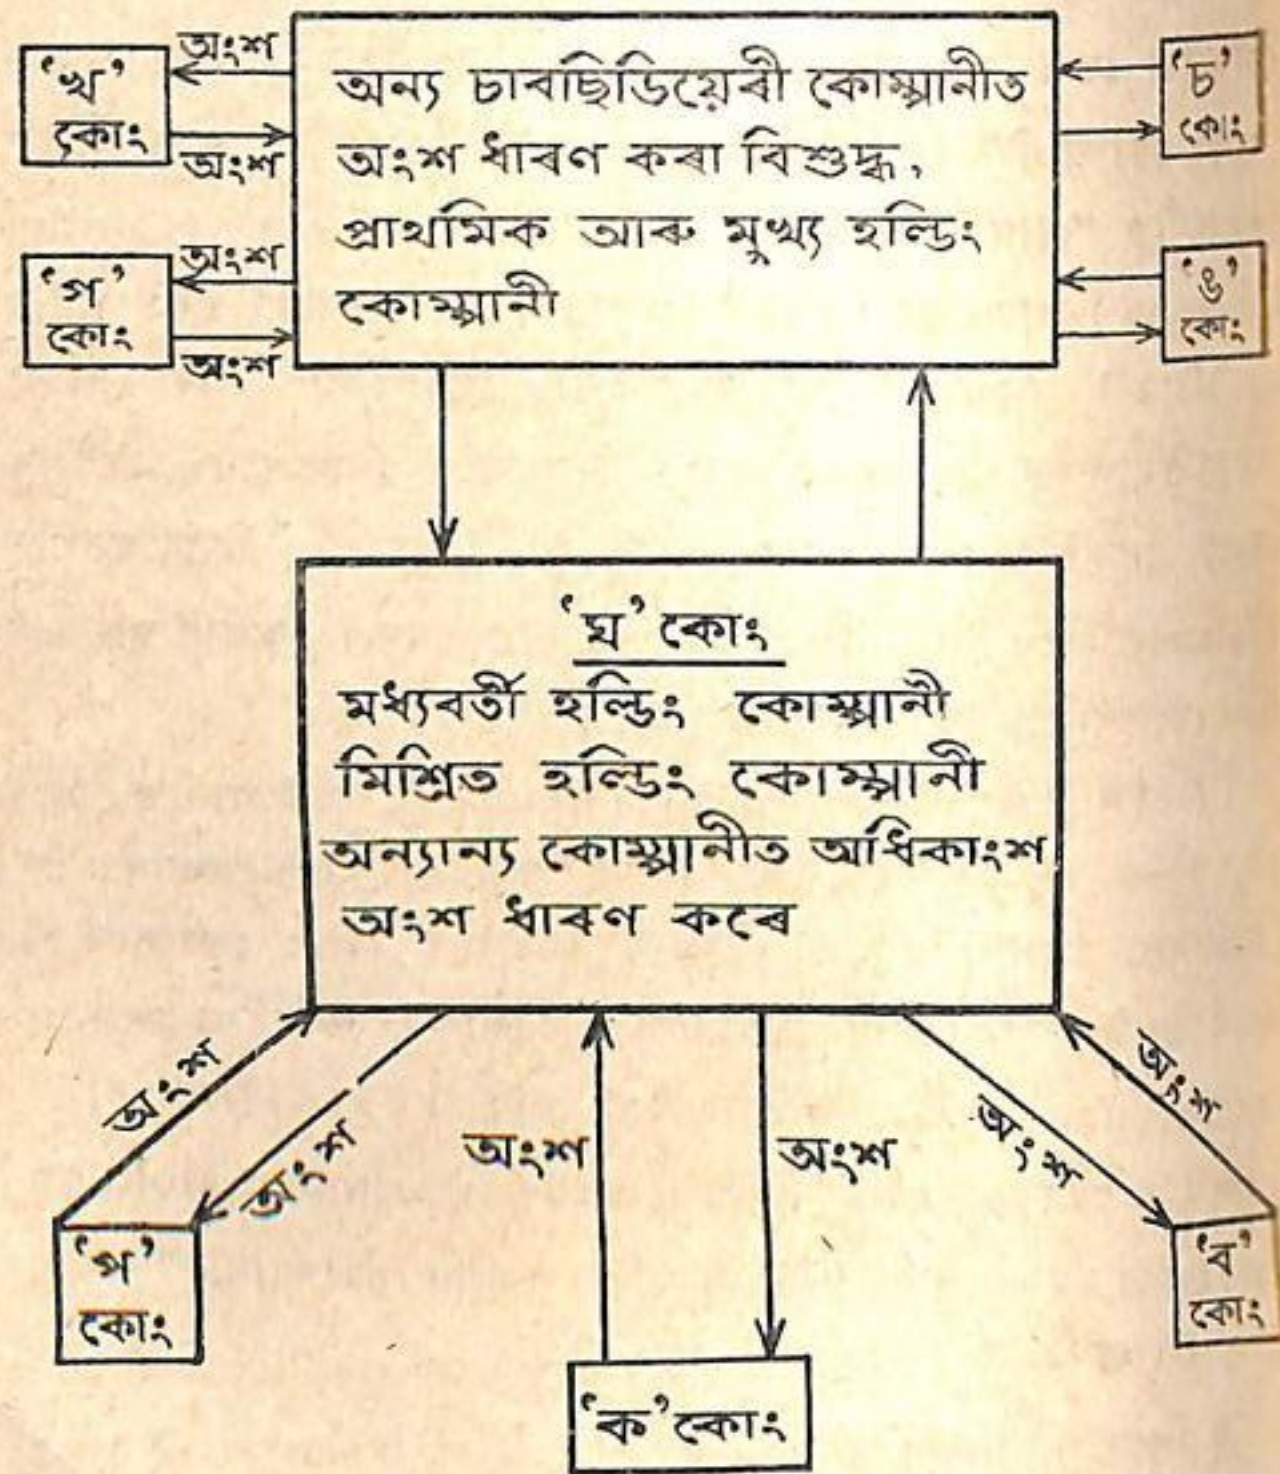 অংশ
'খ'
কোং
অংশ
অন্য চাবছিডিয়েৰী কোম্পানীত
অংশ ধাৰণ কৰা বিশুদ্ধ,
প্ৰাথমিক আৰু মুখ্য হল্ডিং
কোম্পানী
'চ'
কোং
অংশ
'গ'
কোং
অংশ
'ঙ'
কোং
'ঘ' কোং
মধ্যবৰ্তী হল্ডিং কোম্পানী
মিশ্ৰিত হল্ডিং কোম্পানী
অন্যান্য কোম্পানীত অধিকাংশ
অংশ ধাৰণ কৰে
অংশ
অংশ
অংশ
অংশ
অংশ
অংশ
'প'
কোং
'ক' কোং
'ব'
কোং